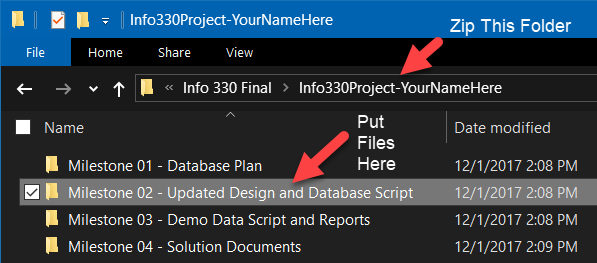 Info330Project-YourNameHere
Zip This Folder
File Home Share View
Info 330 Final Info330Project-YourNameHere
Name Date modified
Put
Files
Here
Milestone 01 - Database Plan 12/1/2017 2:08 PM
Milestone 02 - Updated Design and Database Script 12/1/2017 2:08 PM
Milestone 03 - Demo Data Script and Reports 12/1/2017 2:08 PM
Milestone 04 - Solution Documents 12/1/2017 2:09 PM